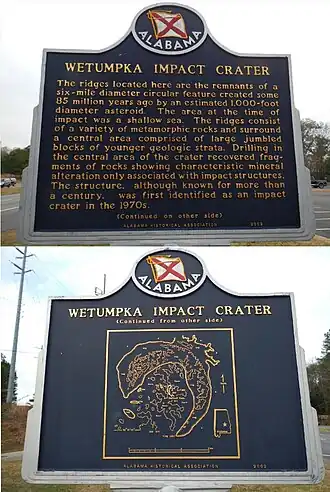 ALABAMA
WETUMPKA IMPACT CRATER
The ridges located here are the remnants of a
six-mile diameter circular feature created some
85 million years ago by an estimated 1,000-foot
diameter asteroid. The area at the time of
impact was a shallow sea. The ridges consist
of a variety of metamorphic rocks and surround
a central area comprised of large jumbled
blocks of younger geologic strata. Drilling in
the central area of the crater recovered frag-
ments of rocks showing characteristic mineral
alteration only associated with impact structures.
The structure, although known for more than
a century, was first identified as an impact
crater in the 1970s.
(Continued on other side)
ALABAMA HISTORICAL ASSOCIATION 2002
ALABAMA
WETUMPKA IMPACT CRATER
(Continued from other side)
ALABAMA HISTORICAL ASSOCIATION 2002